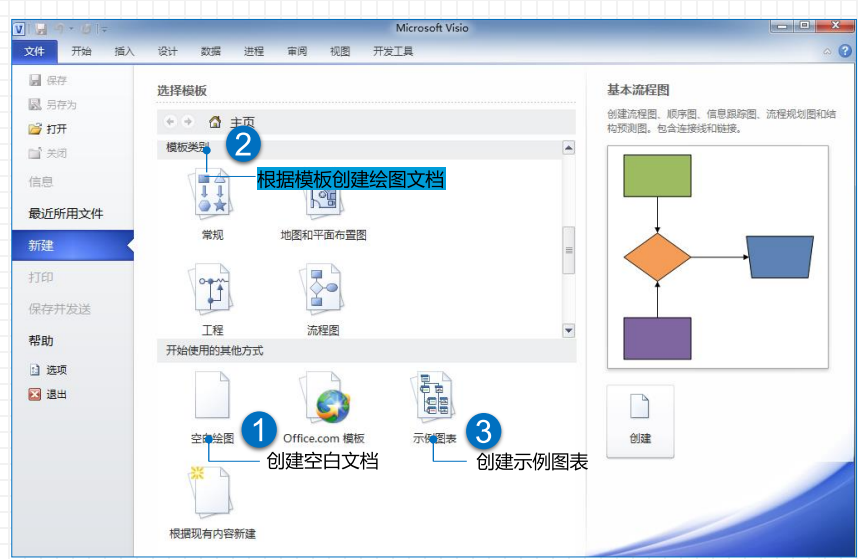 Microsoft Visio
文件 开始 插入 设计 数据 进程 审阅 视图 开发工具
保存
另存为
打开
关闭
信息
最近所用文件
新建
打印
保存并发送
帮助
选项
退出
选择模板
主页
模板类别
2
根据模板创建绘图文档
常规 地图和平面布置图
工程 流程图
开始使用的其他方式
空白绘图 Office.com 模板 示例图表
1
创建空白文档
3
创建示例图表
根据现有内容新建
基本流程图
创建流程图、顺序图、信息跟踪图、流程规划图和结
构预测图。包含连接线和链接。
创建